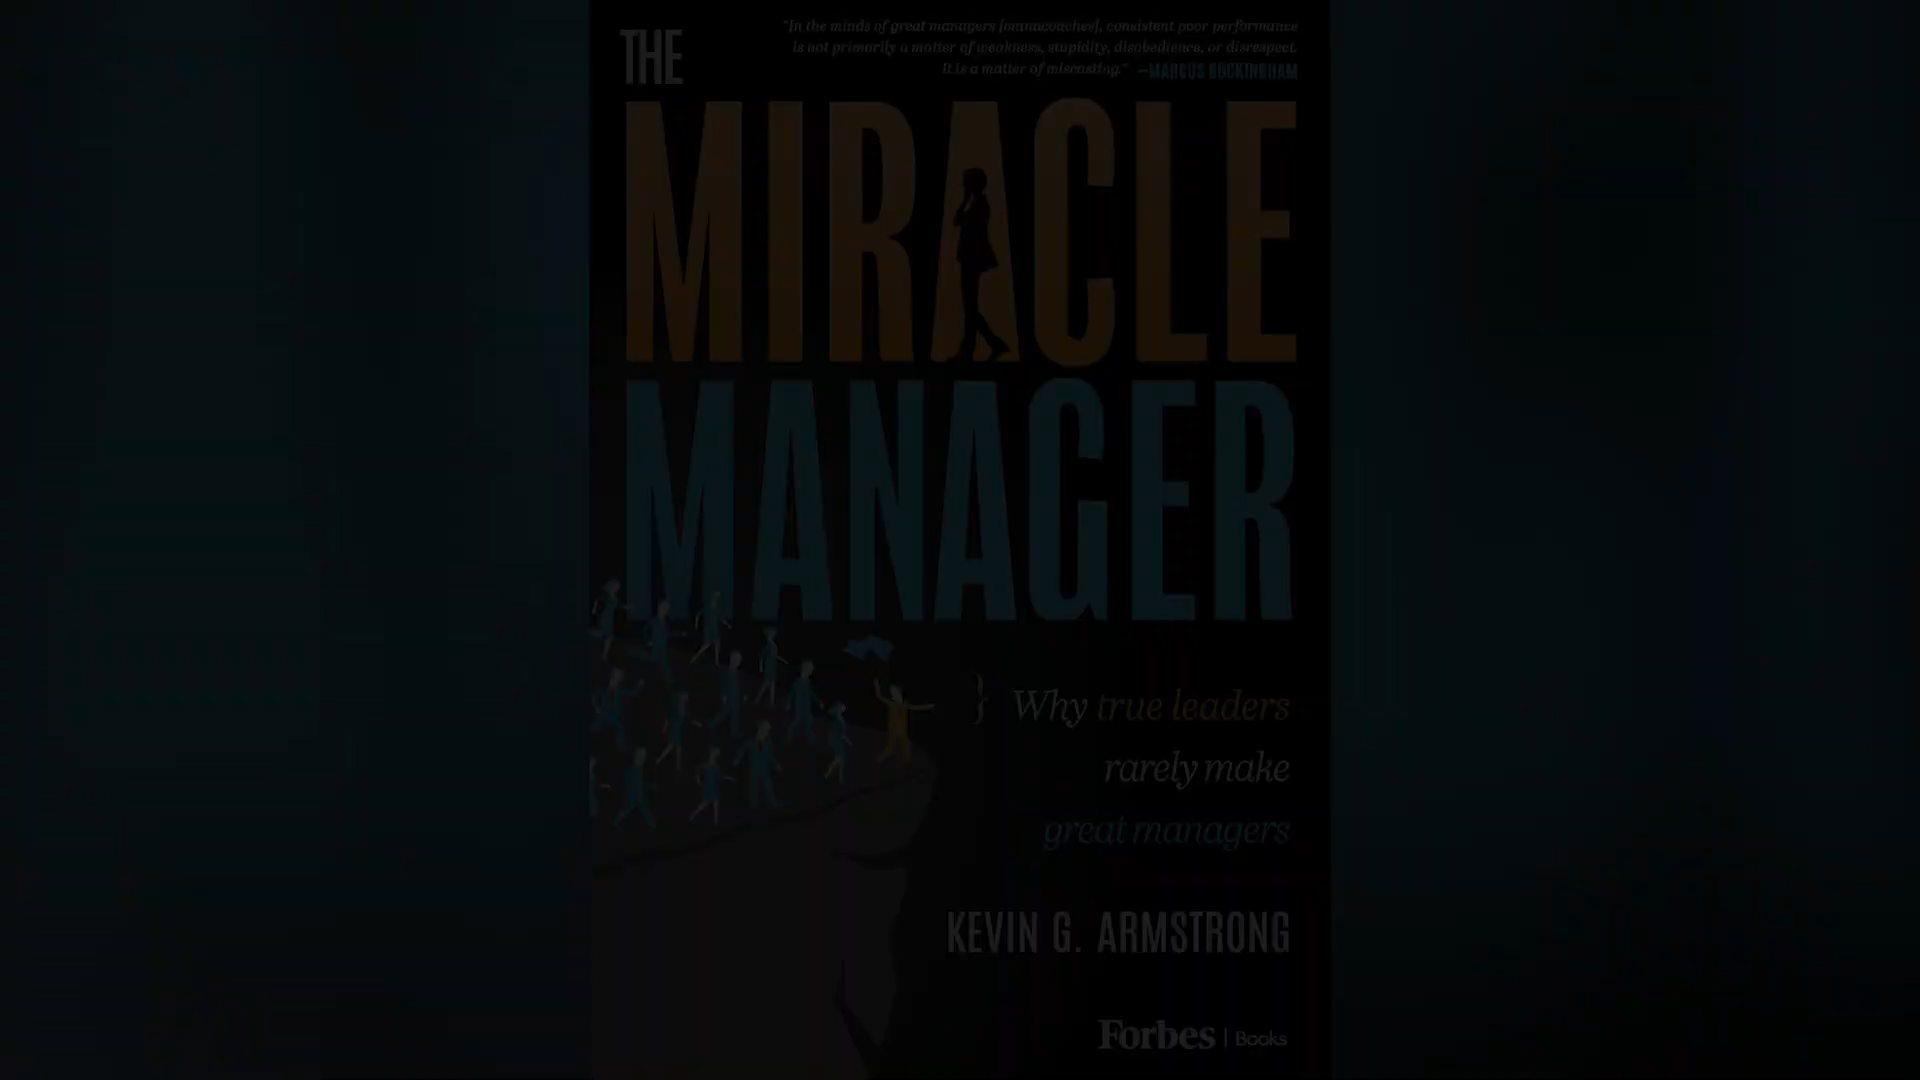 THE
"In the minds of great managers [manacoaches], consistent poor performance
is not primarily a matter of weakness, stupidity, disobedience, or disrespect.
It is a matter of miscasting." —MARCUS BUCKINGHAM
MIRACLE
MANAGER
} Why true leaders
rarely make
great managers
KEVIN G. ARMSTRONG
Forbes | Books